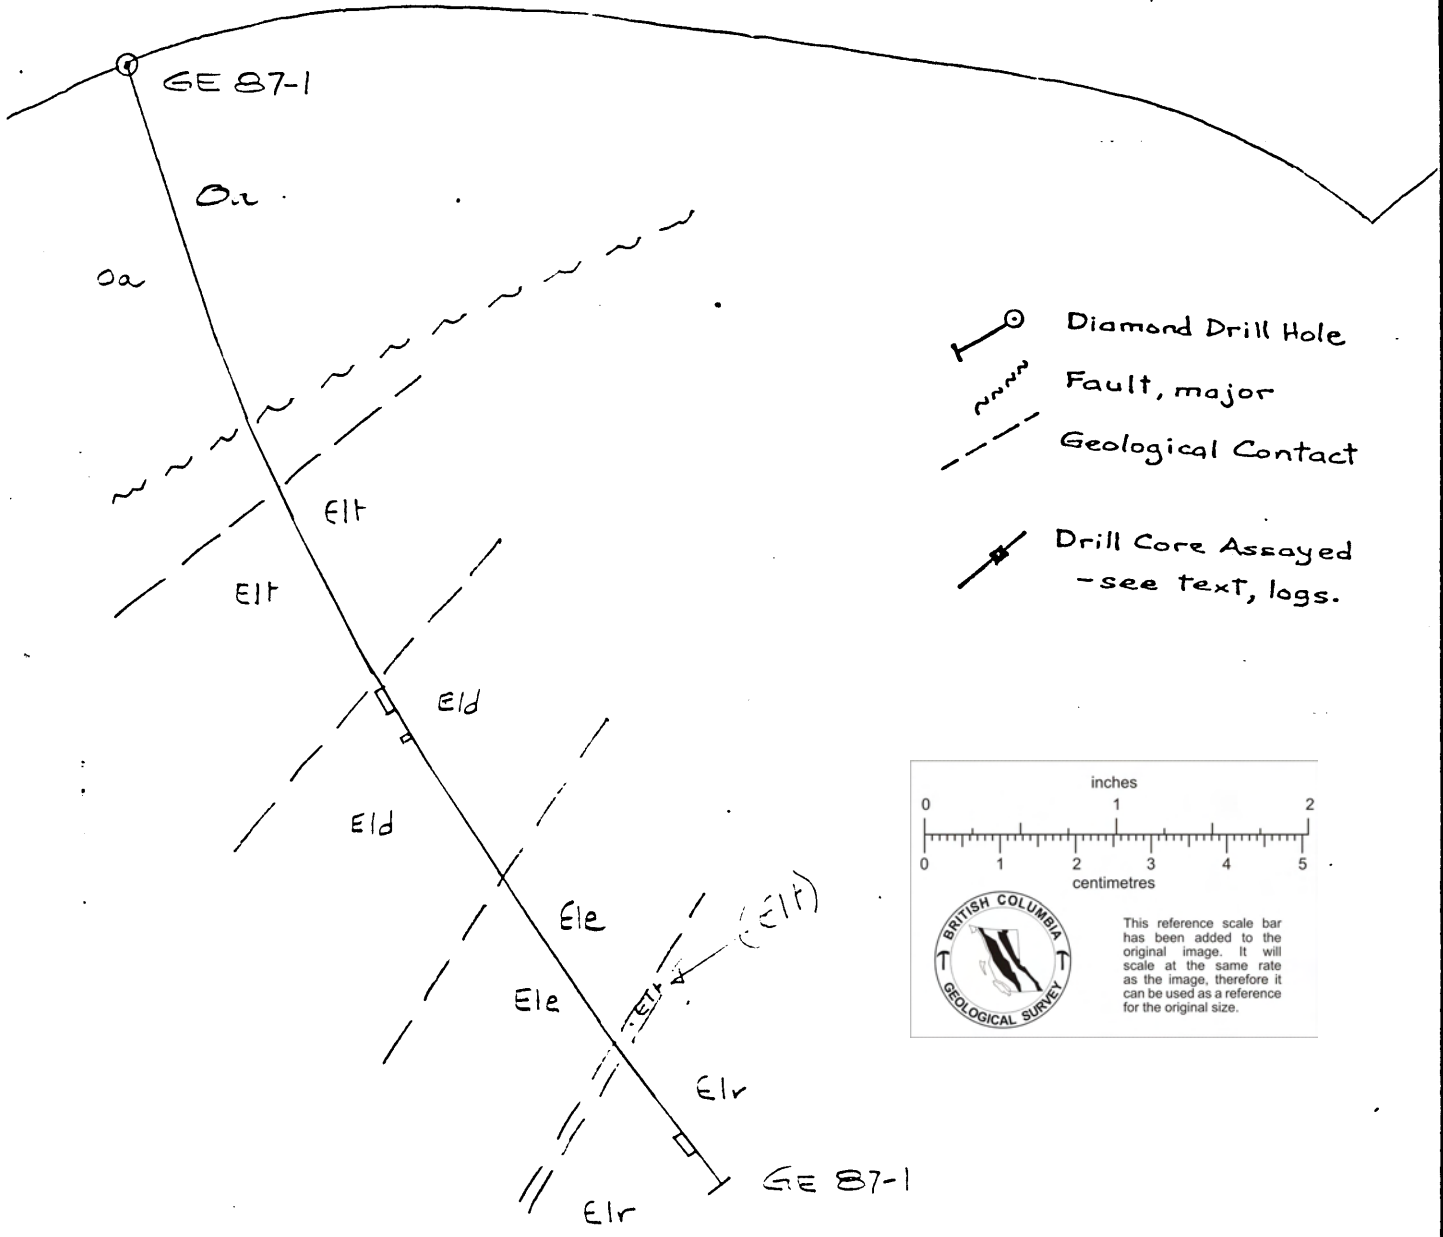 GE 87-1
Oa
Oa
Elt
Elt
Eld
Eld
Ele
Ele
(Elt)
Elt
Elr
Elr
GE 87-1
Diamond Drill Hole
Fault, major
Geological Contact
Drill Core Assayed
-see text, logs.
inches
0 1 2
0 1 2 3 4 5
centimetres
BRITISH COLUMBIA
GEOLOGICAL SURVEY
This reference scale bar
has been added to the
original image. It will
scale at the same rate
as the image, therefore it
can be used as a reference
for the original size.